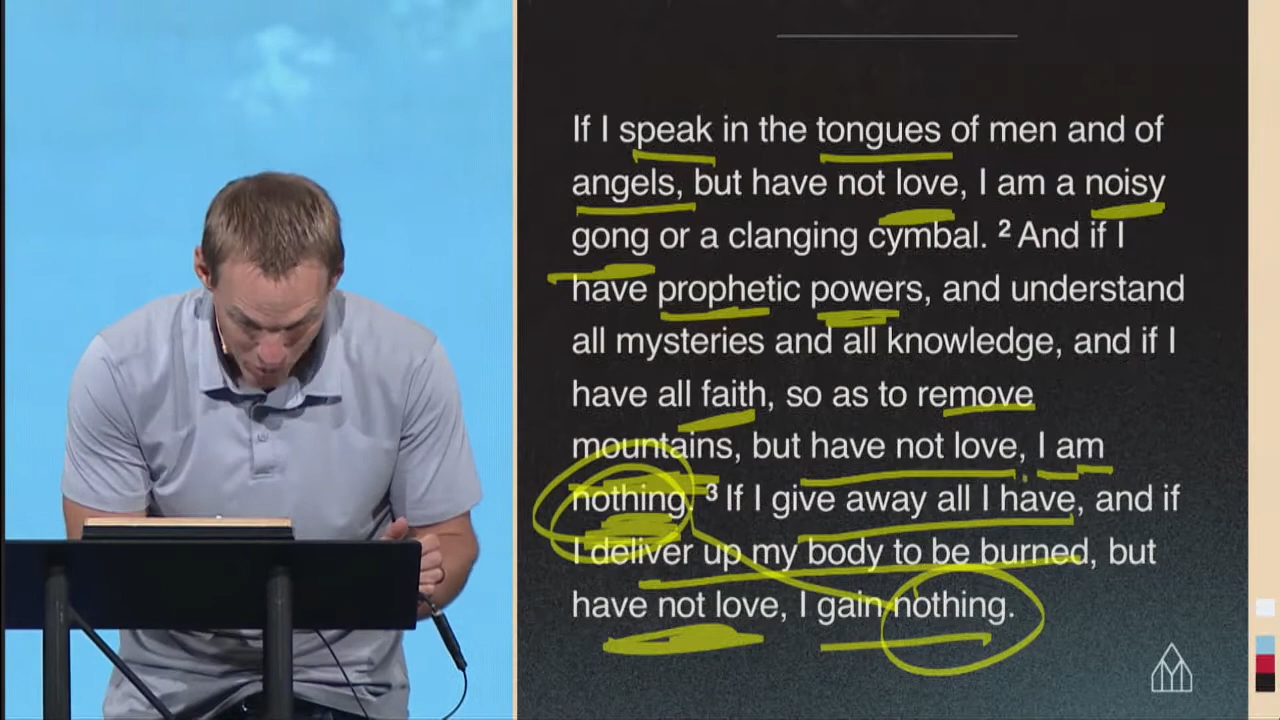 If I speak in the tongues of men and of
angels, but have not love, I am a noisy
gong or a clanging cymbal. ² And if I
have prophetic powers, and understand
all mysteries and all knowledge, and if I
have all faith, so as to remove
mountains, but have not love, I am
nothing. ³ If I give away all I have, and if
I deliver up my body to be burned, but
have not love, I gain nothing.